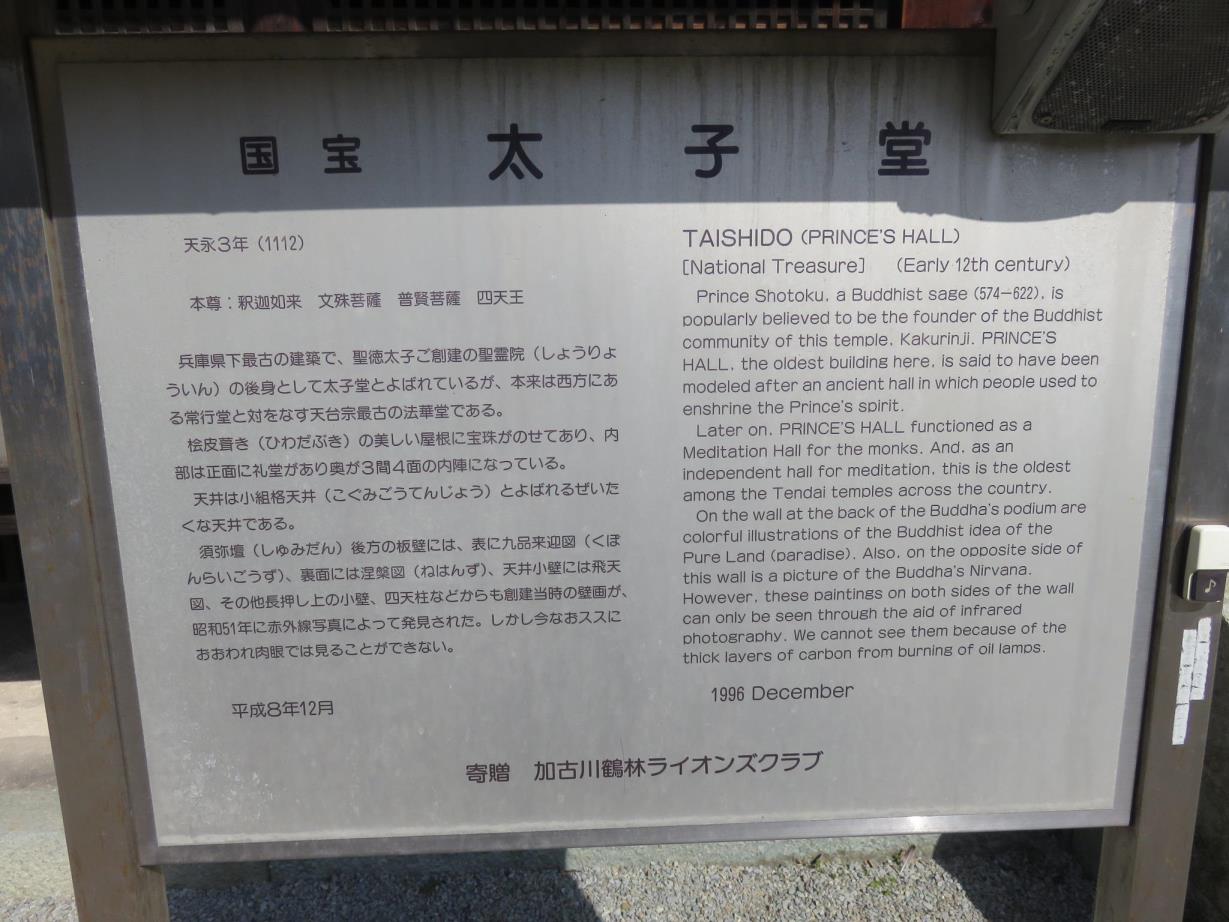 国宝 太子堂
天永3年（1112）
本尊：釈迦如来 文殊菩薩 普賢菩薩 四天王
兵庫県下最古の建築で、聖徳太子ご創建の聖霊院（しょうりょ
ういん）の後身として太子堂とよばれているが、本来は西方にあ
る常行堂と対をなす天台宗最古の法華堂である。
桧皮葺き（ひわだぶき）の美しい屋根に宝珠がのせてあり、内
部は正面に礼堂があり奥が３間４面の内陣になっている。
天井は小組格天井（こぐみごうてんじょう）とよばれるぜいた
くな天井である。
須弥壇（しゅみだん）後方の板壁には、表に九品来迎図（くぼ
んらいごうず）、裏面には涅槃図（ねはんず）、天井小壁には飛天
図、その他長押し上の小壁、四天柱などからも創建当時の壁画が、
昭和51年に赤外線写真によって発見された。しかし今なおススに
おおわれ肉眼では見ることができない。
平成8年12月
TAISHIDO (PRINCE'S HALL)
[National Treasure] (Early 12th century)
Prince Shotoku, a Buddhist sage (574–622), is
popularly believed to be the founder of the Buddhist
community of this temple, Kakurinji. PRINCE'S
HALL, the oldest building here, is said to have been
modeled after an ancient hall in which people used to
enshrine the Prince's spirit.
Later on, PRINCE'S HALL functioned as a
Meditation Hall for the monks. And, as an
independent hall for meditation, this is the oldest
among the Tendai temples across the country.
On the wall at the back of the Buddha's podium are
colorful illustrations of the Buddhist idea of the
Pure Land (paradise). Also, on the opposite side of
this wall is a picture of the Buddha's Nirvana.
However, these paintings on both sides of the wall
can only be seen through the aid of infrared
photography. We cannot see them because of the
thick layers of carbon from burning of oil lamps.
1996 December
寄贈 加古川鶴林ライオンズクラブ